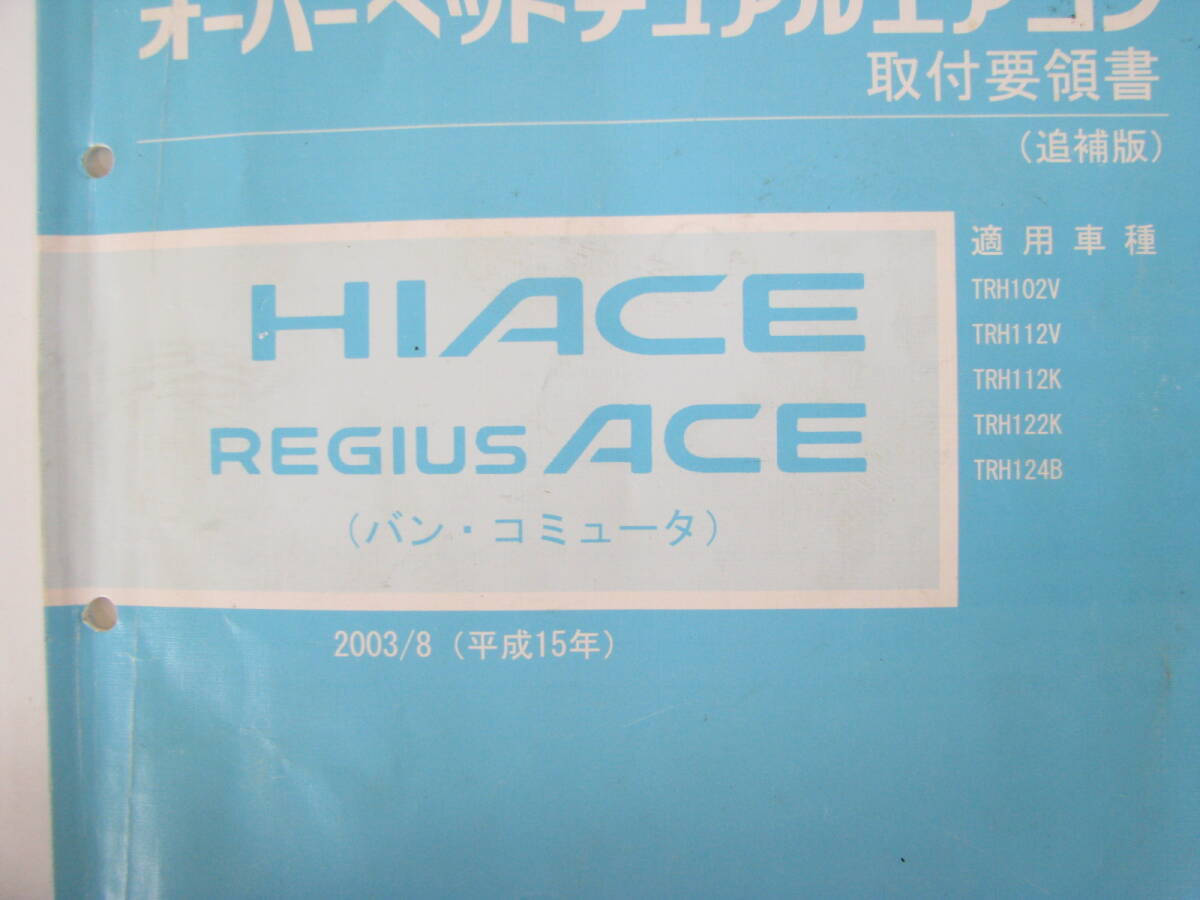 オーバーヘッドデュアルエアコン
取付要領書
(追補版)
適用車種
TRH102V
TRH112V
TRH112K
TRH122K
TRH124B
HIACE
REGIUS ACE
(バン・コミュータ)
2003/8 (平成15年)